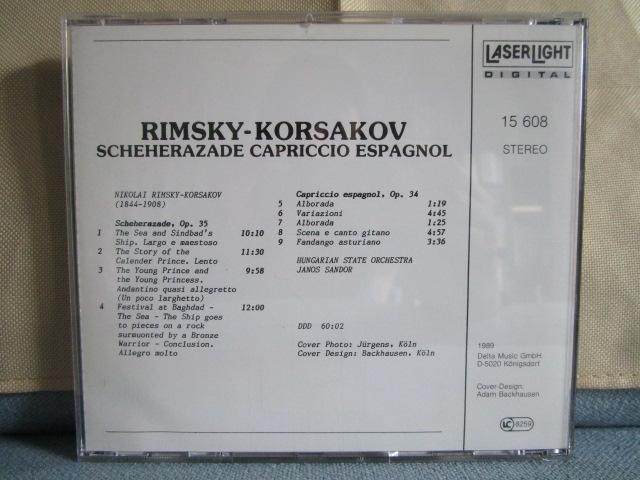 LASERLIGHT
DIGITAL
15 608
STEREO
RIMSKY-KORSAKOV
SCHEHERAZADE CAPRICCIO ESPAGNOL
NIKOLAI RIMSKY-KORSAKOV
(1844-1908)
Scheherazade, Op. 35
1 The Sea and Sindbad's 10:10
Ship. Largo e maestoso
2 The Story of the 11:30
Calender Prince. Lento
3 The Young Prince and 9:58
the Young Princess.
Andantino quasi allegretto
(Un poco larghetto)
4 Festival at Baghdad - 12:00
The Sea - The Ship goes
to pieces on a rock
surmuonted by a Bronze
Warrior - Conclusion.
Allegro molto
Capriccio espagnol, Op. 34
5 Alborada 1:19
6 Variazioni 4:45
7 Alborada 1:25
8 Scena e canto gitano 4:57
9 Fandango asturiano 3:36
HUNGARIAN STATE ORCHESTRA
JANOS SANDOR
DDD 60:02
Cover Photo: Jürgens, Köln
Cover Design: Backhausen, Köln
1989
Delta Music GmbH
D-5020 Königsdorf
Cover-Design:
Adam Backhausen
LC 8259